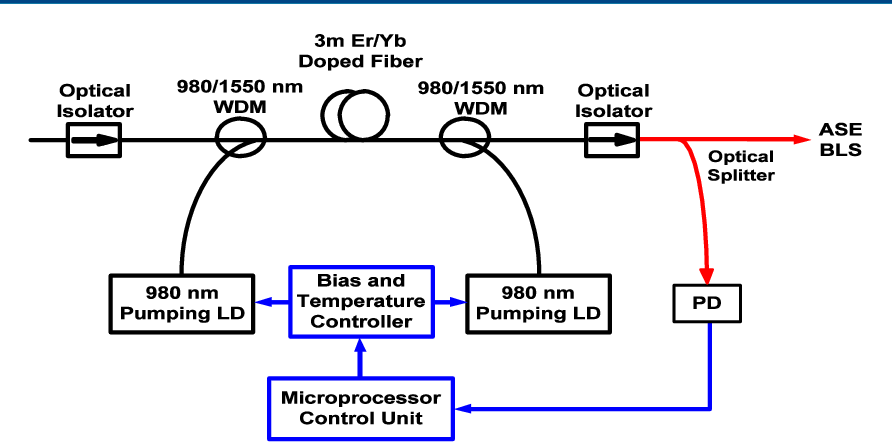 3m Er/Yb
Doped Fiber
Optical
Isolator
980/1550 nm
WDM
980/1550 nm
WDM
Optical
Isolator
ASE
BLS
Optical
Splitter
980 nm
Pumping LD
Bias and
Temperature
Controller
980 nm
Pumping LD
PD
Microprocessor
Control Unit